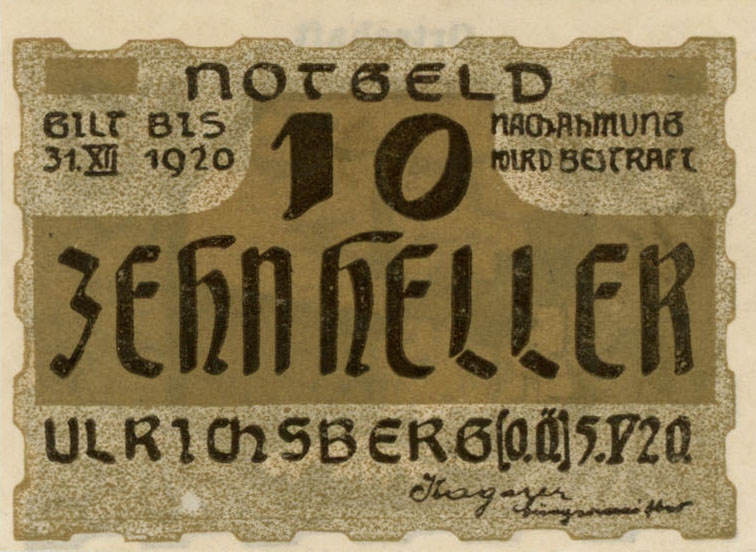 NOTGELD
GILT BIS
31. XII 1920
10
NACHAHMUNG
WIRD BESTRAFT
ZEHN HELLER
ULRICHSBERG (O.Ö) 5.V 20.